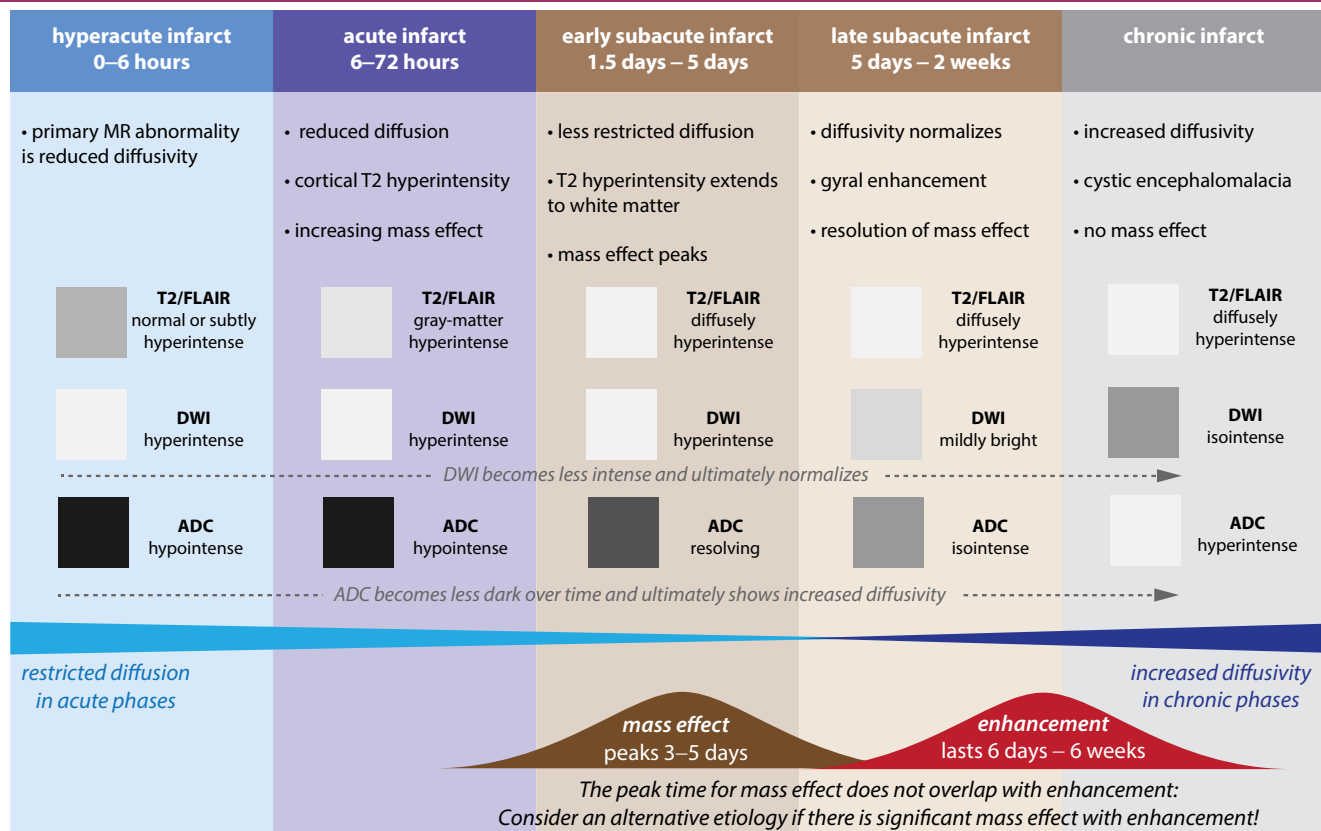 hyperacute infarct
0–6 hours
acute infarct
6–72 hours
early subacute infarct
1.5 days – 5 days
late subacute infarct
5 days – 2 weeks
chronic infarct
• primary MR abnormality
is reduced diffusivity
• reduced diffusion
• cortical T2 hyperintensity
• increasing mass effect
• less restricted diffusion
• T2 hyperintensity extends
to white matter
• mass effect peaks
• diffusivity normalizes
• gyral enhancement
• resolution of mass effect
• increased diffusivity
• cystic encephalomalacia
• no mass effect
T2/FLAIR
normal or subtly
hyperintense
T2/FLAIR
gray-matter
hyperintense
T2/FLAIR
diffusely
hyperintense
T2/FLAIR
diffusely
hyperintense
T2/FLAIR
diffusely
hyperintense
DWI
hyperintense
DWI
hyperintense
DWI
hyperintense
DWI
mildly bright
DWI
isointense
DWI becomes less intense and ultimately normalizes
ADC
hypointense
ADC
hypointense
ADC
resolving
ADC
isointense
ADC
hyperintense
ADC becomes less dark over time and ultimately shows increased diffusivity
restricted diffusion
in acute phases
increased diffusivity
in chronic phases
mass effect
peaks 3–5 days
enhancement
lasts 6 days – 6 weeks
The peak time for mass effect does not overlap with enhancement:
Consider an alternative etiology if there is significant mass effect with enhancement!